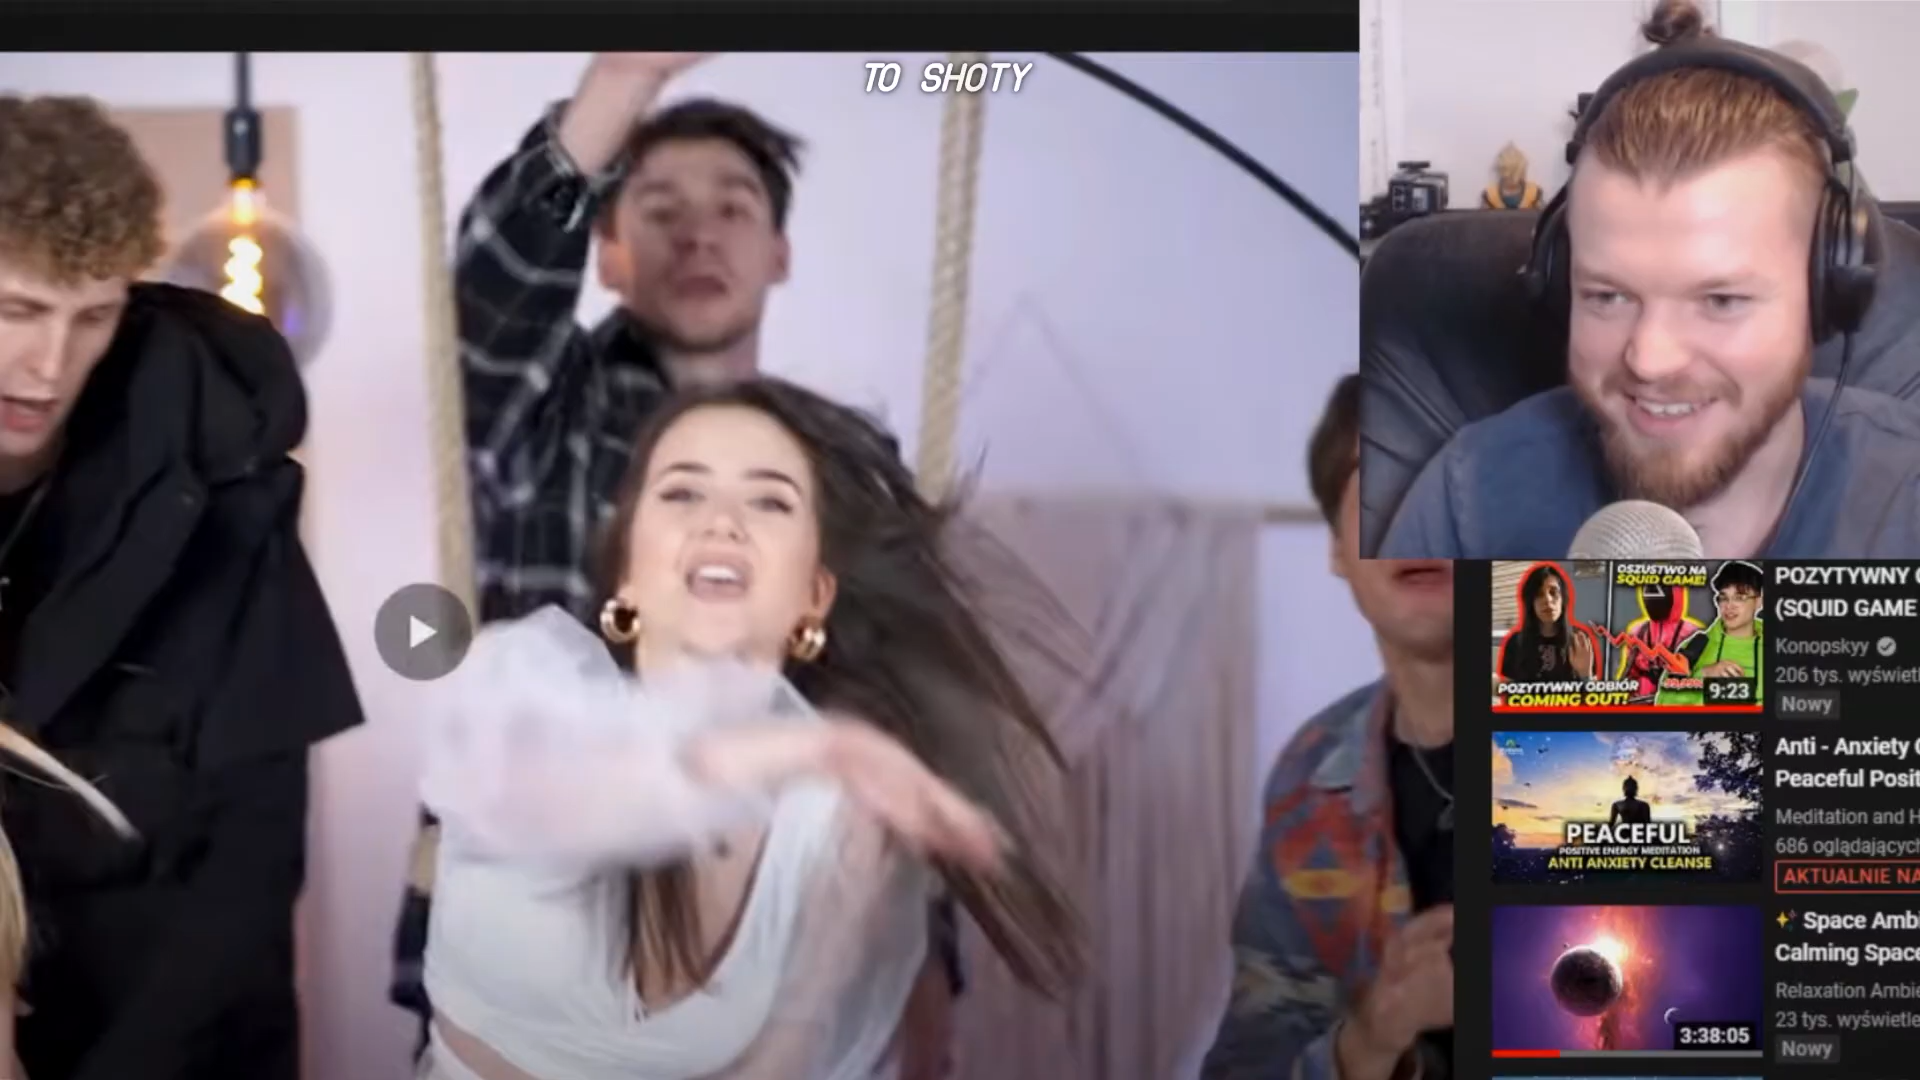 TO SHOTY
OSZUSTWO NA
SQUID GAME!
POZYTYWNY ODBIÓR
COMING OUT!
9:23
POZYTYWNY
(SQUID GAME
Konopskyy
206 tys. wyświetl
Nowy
PEACEFUL
POSITIVE ENERGY MEDITATION
ANTI ANXIETY CLEANSE
Anti - Anxiety
Peaceful Posit
Meditation and H
686 oglądających
AKTUALNIE NA
3:38:05
Space Ambi
Calming Space
Relaxation Ambie
23 tys. wyświetle
Nowy